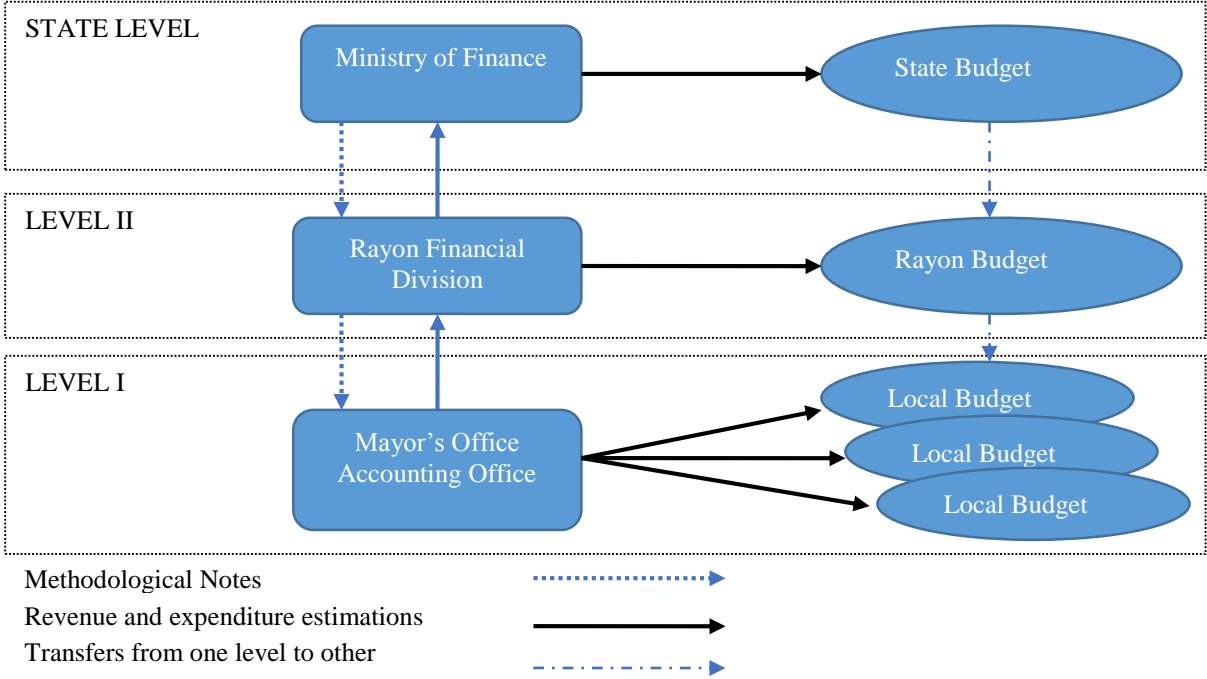 STATE LEVEL
Ministry of Finance
State Budget
LEVEL II
Rayon Financial
Division
Rayon Budget
LEVEL I
Mayor’s Office
Accounting Office
Local Budget
Local Budget
Local Budget
Methodological Notes
Revenue and expenditure estimations
Transfers from one level to other